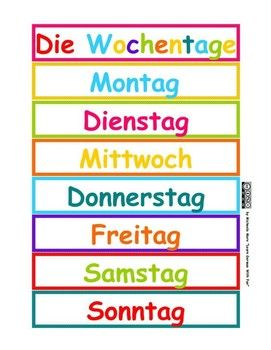 Die Wochentage
Montag
Dienstag
Mittwoch
Donnerstag
Freitag
Samstag
Sonntag